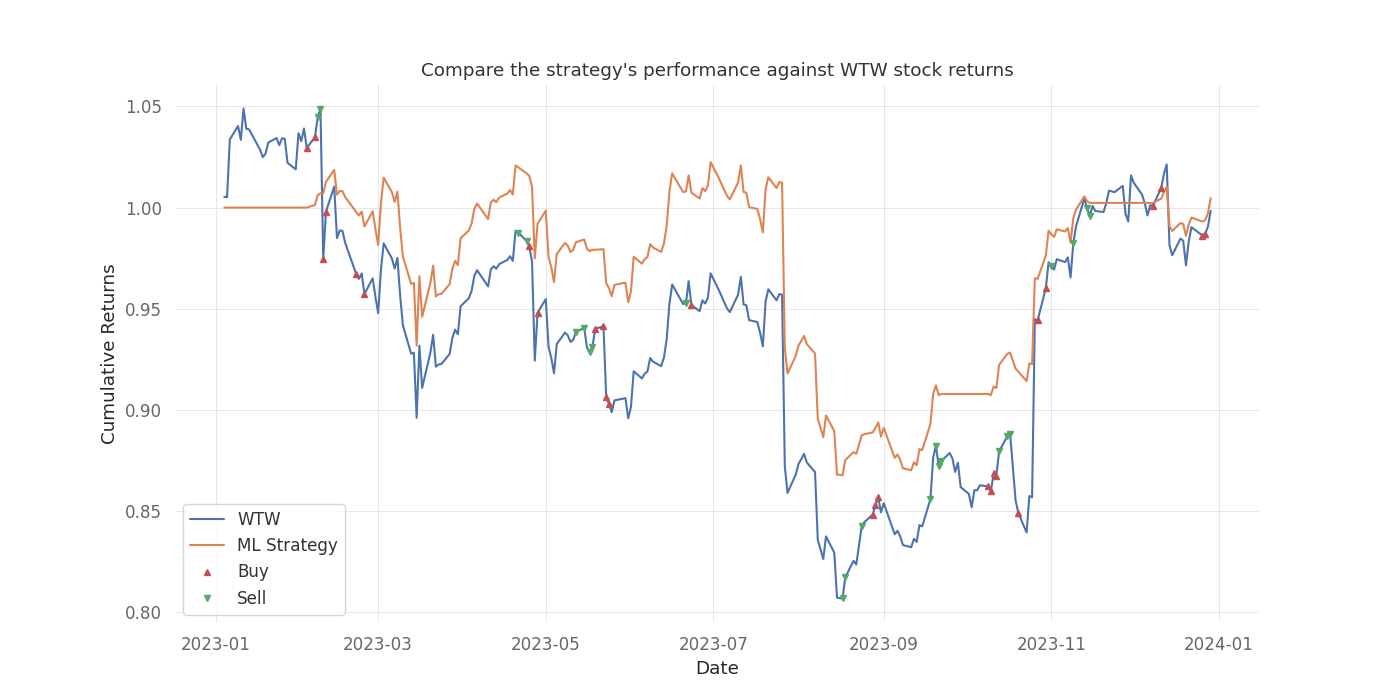 Compare the strategy's performance against WTW stock returns
Cumulative Returns
1.05
1.00
0.95
0.90
0.85
0.80
WTW
ML Strategy
Buy
Sell
2023-01 2023-03 2023-05 2023-07 2023-09 2023-11 2024-01
Date